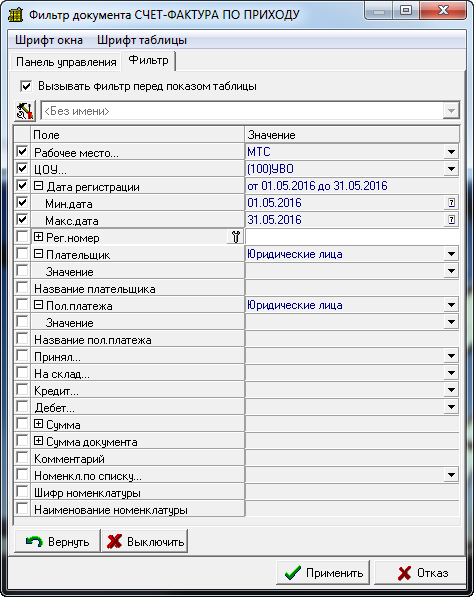 Фильтр документа СЧЕТ-ФАКТУРА ПО ПРИХОДУ
Шрифт окна Шрифт таблицы
Панель управления Фильтр
Вызывать фильтр перед показом таблицы
<Без имени>
Поле Значение
Рабочее место... МТС
ЦОУ... (100)УВО
Дата регистрации от 01.05.2016 до 31.05.2016
Мин.дата 01.05.2016
Макс.дата 31.05.2016
Рег.номер
Плательщик Юридические лица
Значение
Название плательщика
Пол.платежа Юридические лица
Значение
Название пол.платежа
Принял...
На склад...
Кредит...
Дебет...
Сумма
Сумма документа
Комментарий
Номенкл.по списку...
Шифр номенклатуры
Наименование номенклатуры
Вернуть Выключить
Применить Отказ